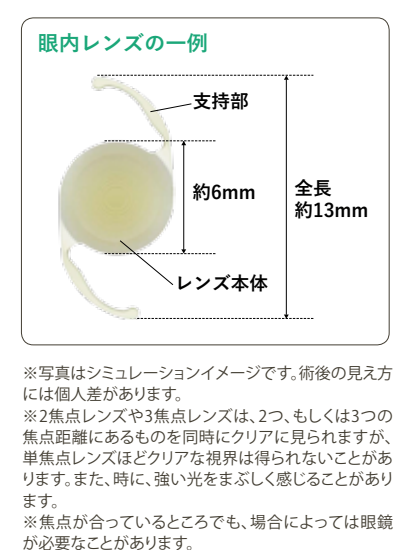 眼内レンズの一例
支持部
約6mm
全長
約13mm
レンズ本体
※写真はシミュレーションイメージです。術後の見え方
には個人差があります。
※2焦点レンズや3焦点レンズは、2つ、もしくは3つの
焦点距離にあるものを同時にクリアに見られますが、
単焦点レンズほどクリアな視界は得られないことがあ
ります。また、時に、強い光をまぶしく感じることがあり
ます。
※焦点が合っているところでも、場合によっては眼鏡
が必要なことがあります。